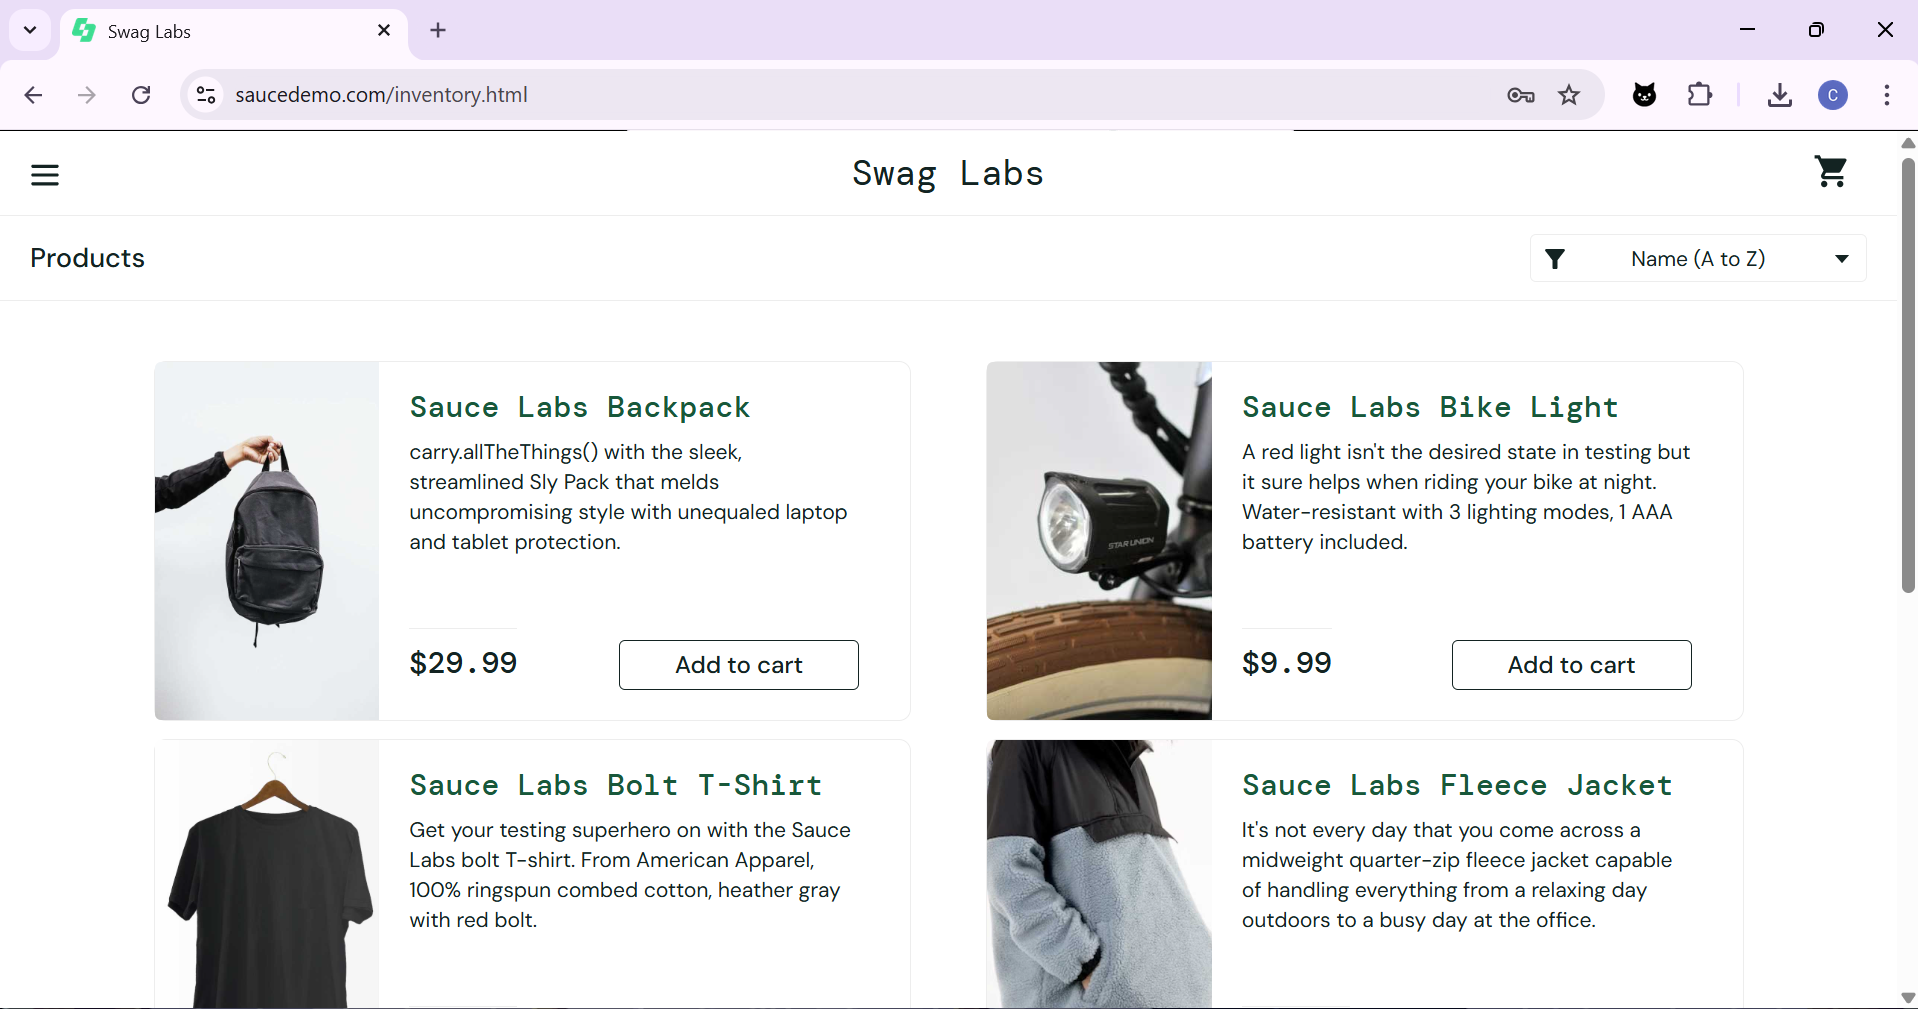 Swag Labs
saucedemo.com/inventory.html
C
Swag Labs
Products
Name (A to Z)
Sauce Labs Backpack
carry.allTheThings() with the sleek,
streamlined Sly Pack that melds
uncompromising style with unequaled laptop
and tablet protection.
$29.99
Add to cart
STAR UNION
Sauce Labs Bike Light
A red light isn't the desired state in testing but
it sure helps when riding your bike at night.
Water-resistant with 3 lighting modes, 1 AAA
battery included.
$9.99
Add to cart
Sauce Labs Bolt T-Shirt
Get your testing superhero on with the Sauce
Labs bolt T-shirt. From American Apparel,
100% ringspun combed cotton, heather gray
with red bolt.
Sauce Labs Fleece Jacket
It's not every day that you come across a
midweight quarter-zip fleece jacket capable
of handling everything from a relaxing day
outdoors to a busy day at the office.